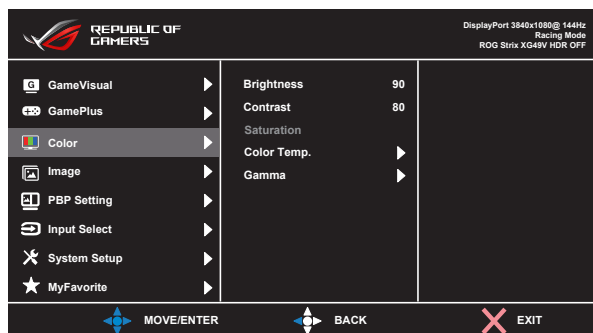 REPUBLIC OF
GAMERS
DisplayPort 3840x1080@ 144Hz
Racing Mode
ROG Strix XG49V HDR OFF
G GameVisual
GamePlus
Color
Image
PBP Setting
Input Select
System Setup
MyFavorite
Brightness 90
Contrast 80
Saturation
Color Temp.
Gamma
MOVE/ENTER
BACK
EXIT